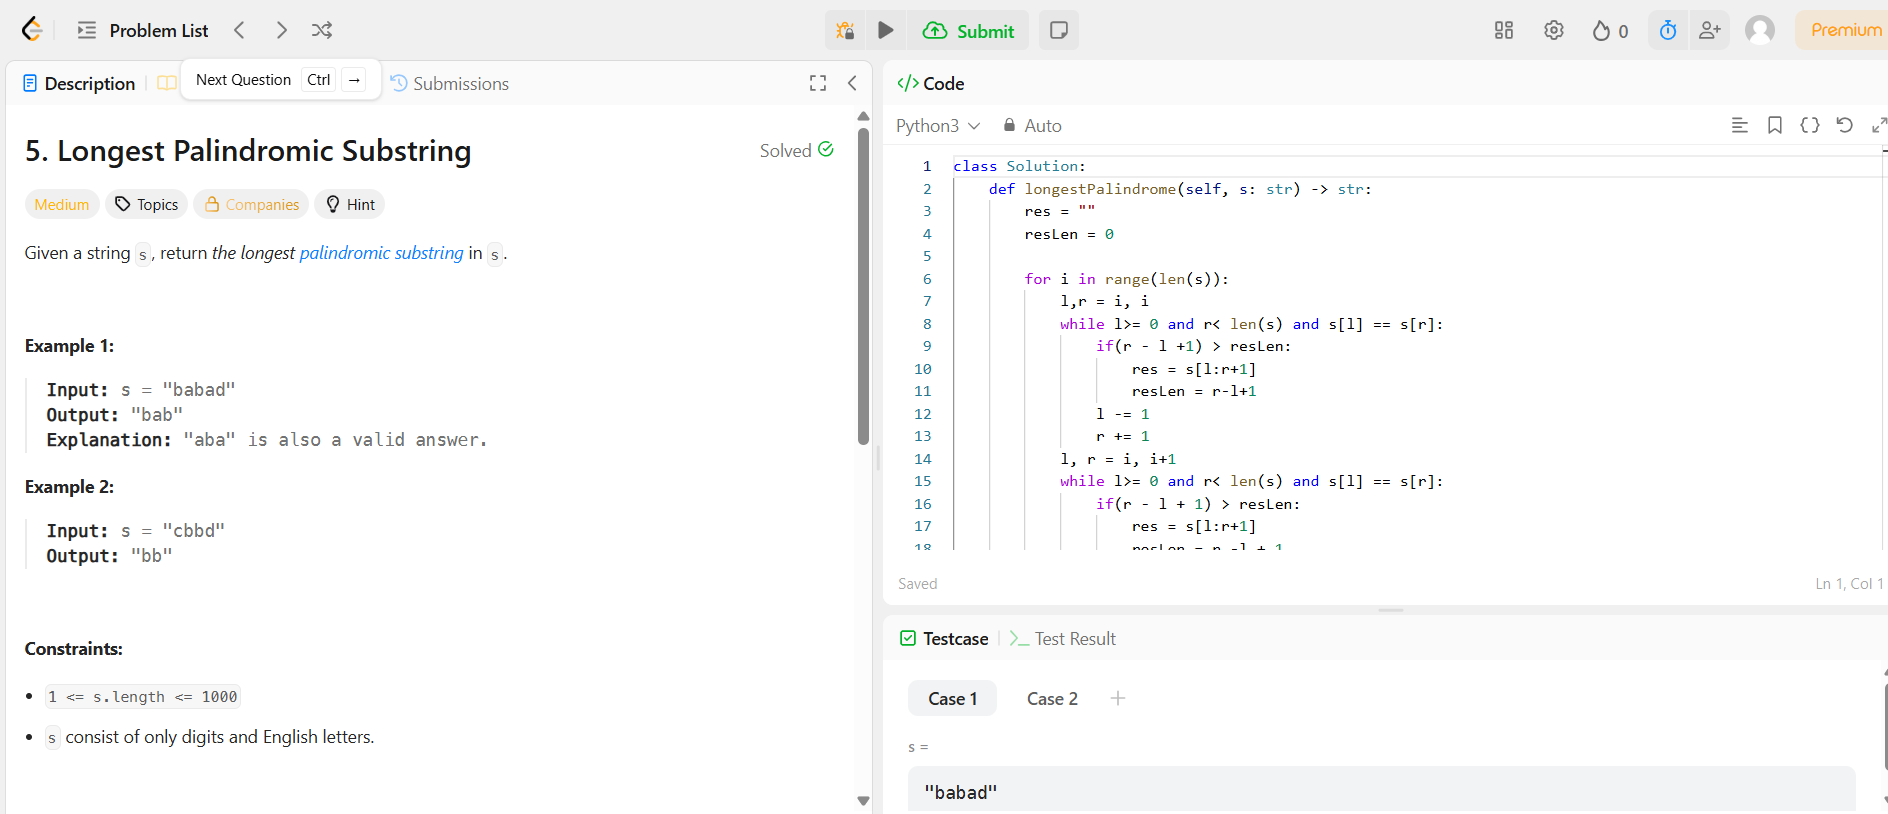 Problem List
Submit
0
Premium
Description
Next Question Ctrl →
Submissions
5. Longest Palindromic Substring
Solved
Medium
Topics
Companies
Hint
Given a string s, return the longest palindromic substring in s.
Example 1:
Input: s = "babad"
Output: "bab"
Explanation: "aba" is also a valid answer.
Example 2:
Input: s = "cbbd"
Output: "bb"
Constraints:
• 1 <= s.length <= 1000
• s consist of only digits and English letters.
</> Code
Python3
Auto
1 class Solution:
2     def longestPalindrome(self, s: str) -> str:
3         res = ""
4         resLen = 0
5
6         for i in range(len(s)):
7             l,r = i, i
8             while l>= 0 and r< len(s) and s[l] == s[r]:
9                 if(r - l +1) > resLen:
10                     res = s[l:r+1]
11                     resLen = r-l+1
12                 l -= 1
13                 r += 1
14             l, r = i, i+1
15             while l>= 0 and r< len(s) and s[l] == s[r]:
16                 if(r - l + 1) > resLen:
17                     res = s[l:r+1]
18                     resLen = r -l + 1
Saved
Ln 1, Col 1
Testcase
Test Result
Case 1
Case 2
+
s =
"babad"